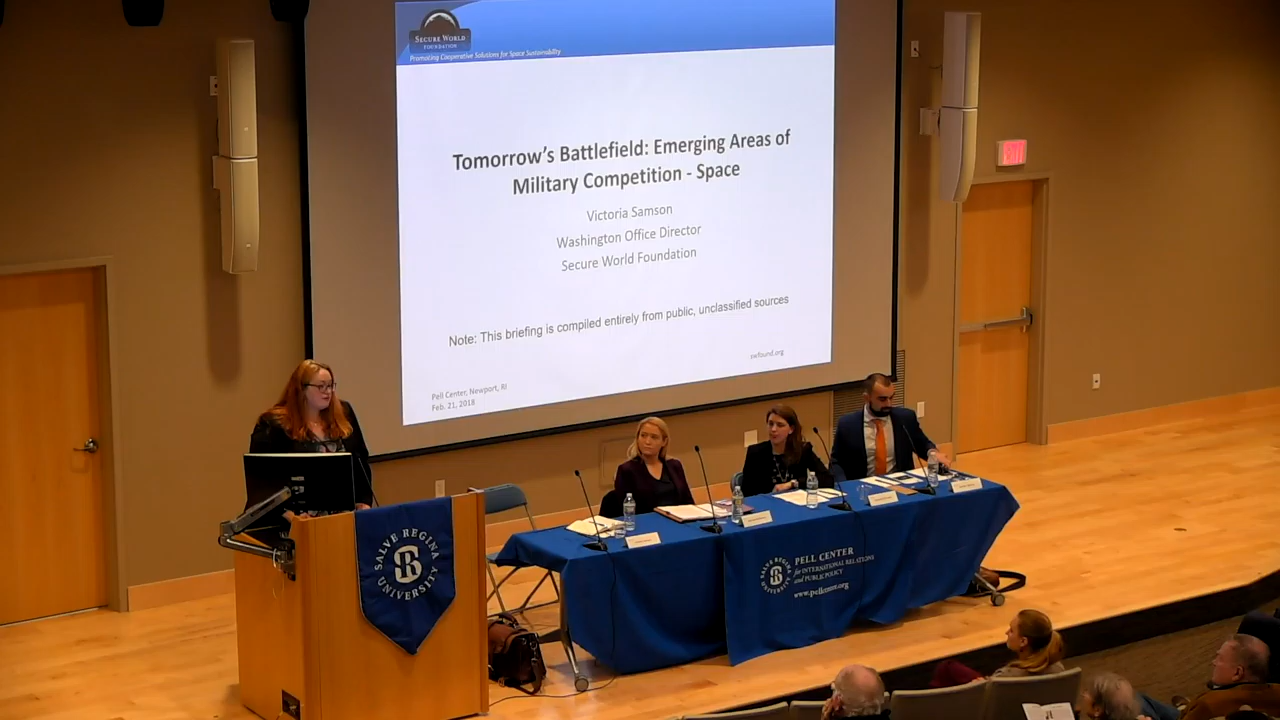 SECURE WORLD
FOUNDATION
Promoting Cooperative Solutions for Space Sustainability
Tomorrow's Battlefield: Emerging Areas of
Military Competition - Space
Victoria Samson
Washington Office Director
Secure World Foundation
Note: This briefing is compiled entirely from public, unclassified sources
swfound.org
Pell Center, Newport, RI
Feb. 21, 2018
EXIT
SALVE REGINA
UNIVERSITY
SALVE REGINA
UNIVERSITY
PELL CENTER
for INTERNATIONAL RELATIONS
and PUBLIC POLICY
www.pellcenter.org